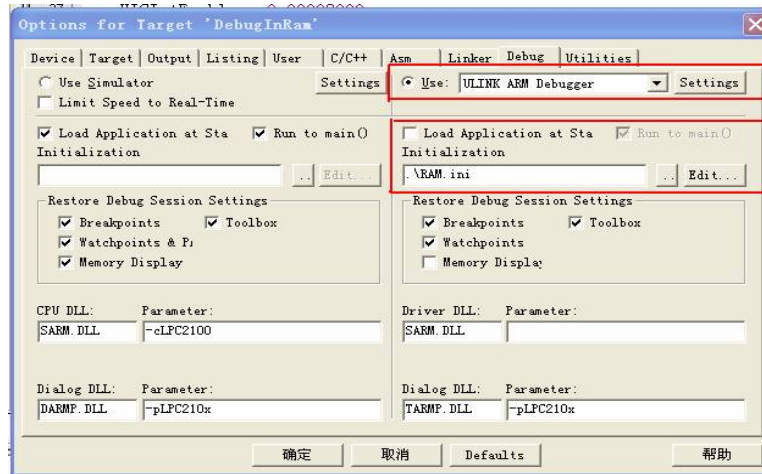 Options for Target 'DebugInRam'
Device Target Output Listing User C/C++ Asm Linker Debug Utilities
Use Simulator Settings
Limit Speed to Real-Time
Use: ULINK ARM Debugger Settings
Load Application at Sta Run to main()
Initialization
.. Edit...
Load Application at Sta Run to main()
Initialization
.\RAM.ini .. Edit...
Restore Debug Session Settings
Breakpoints Toolbox
Watchpoints & Pa
Memory Display
Restore Debug Session Settings
Breakpoints Toolbox
Watchpoints
Memory Display
CPU DLL: Parameter:
SARM.DLL -cLPC2100
Driver DLL: Parameter:
SARM.DLL
Dialog DLL: Parameter:
DARMP.DLL -pLPC210x
Dialog DLL: Parameter:
TARMP.DLL -pLPC210x
确定 取消 Defaults 帮助